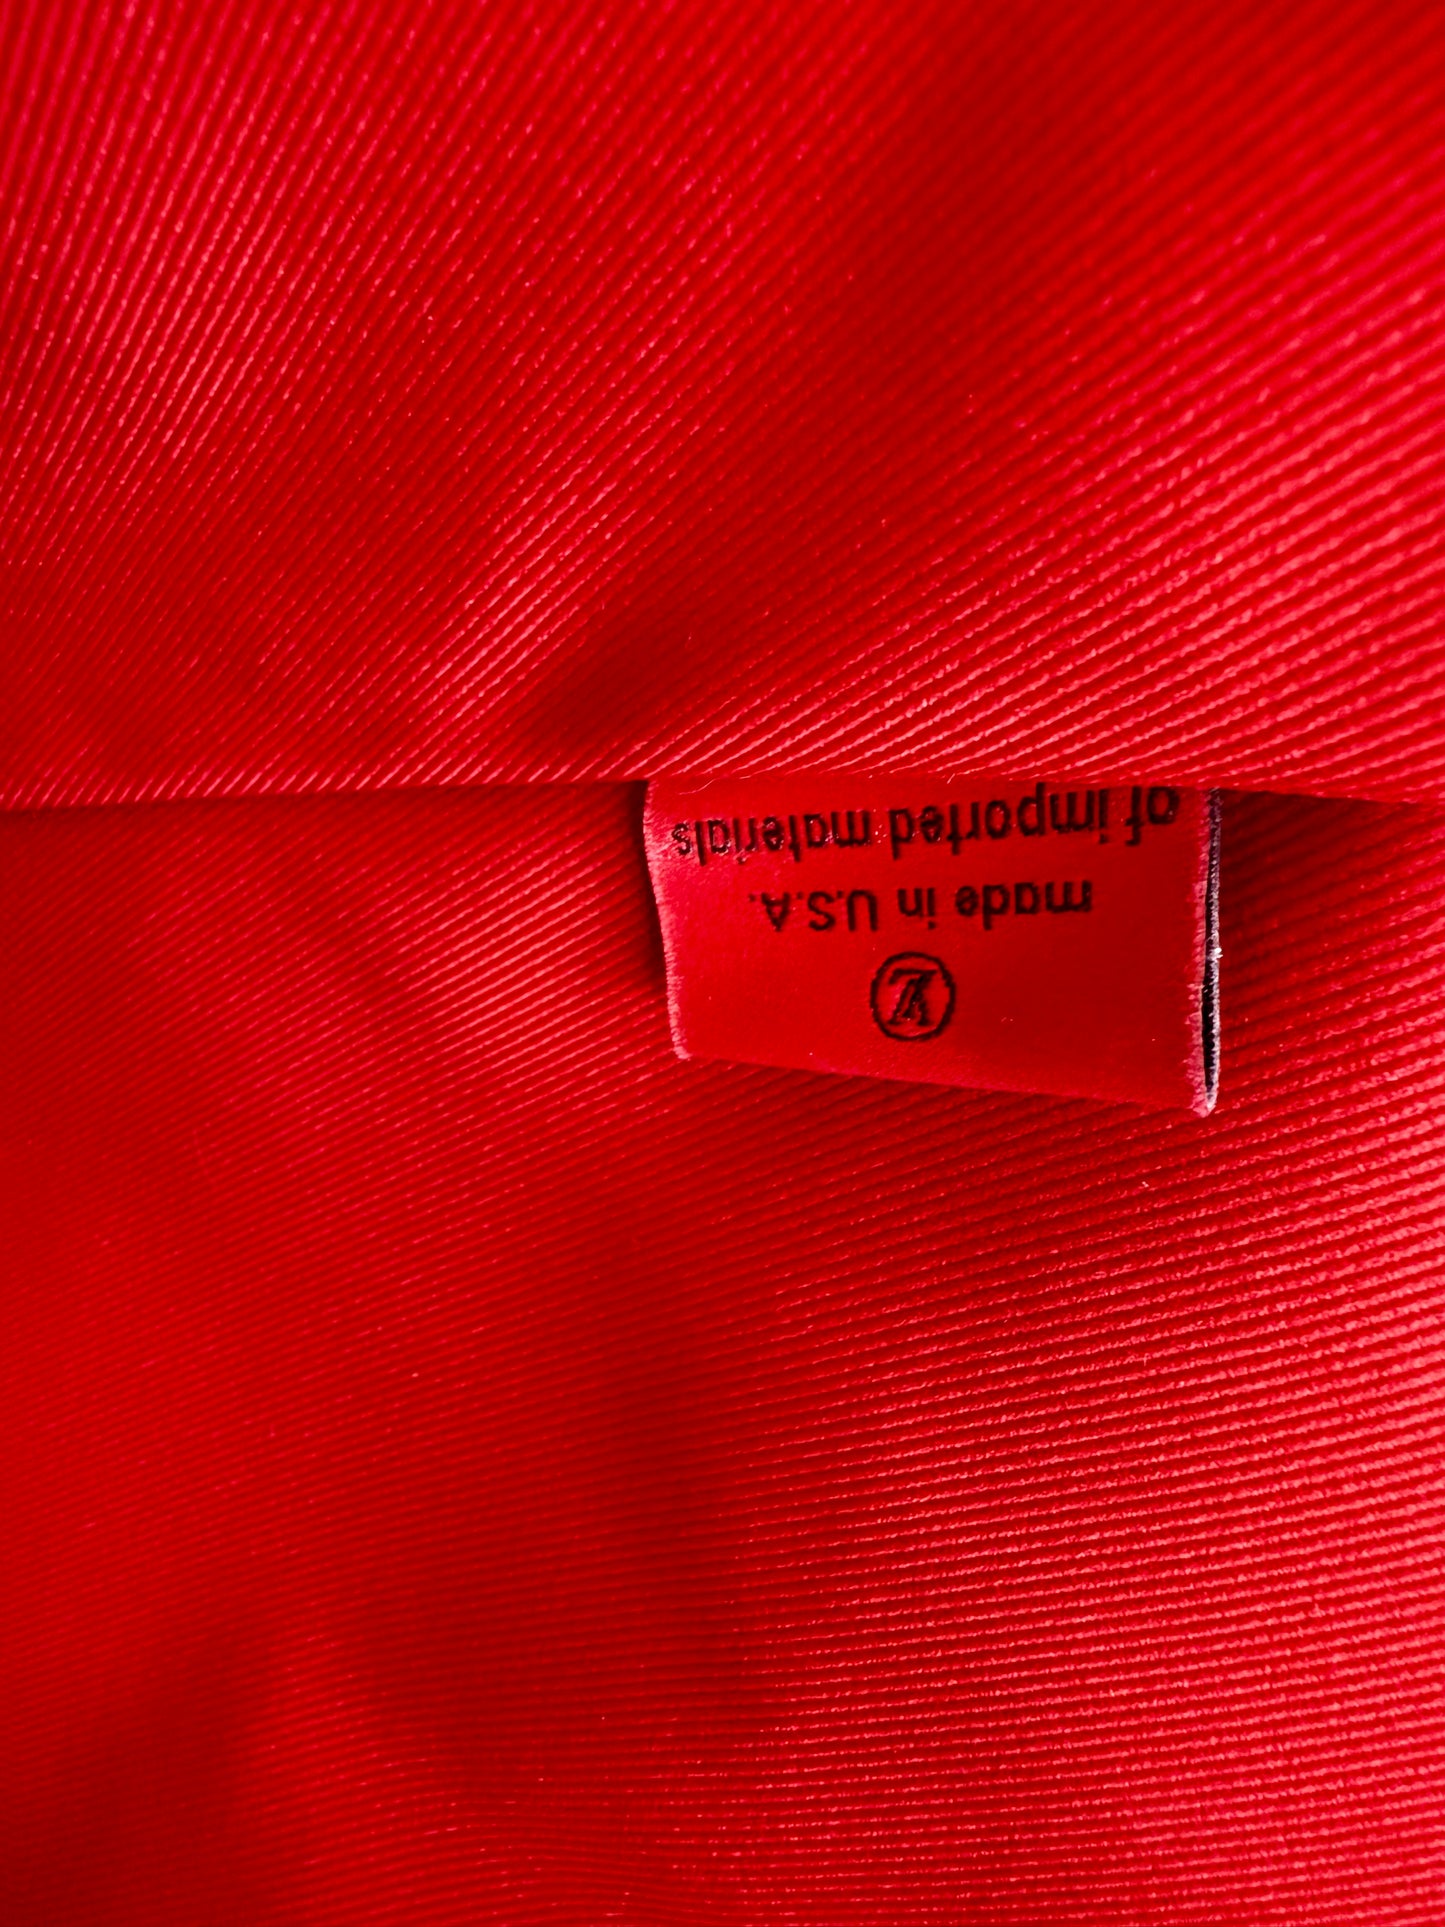 LV
made in U.S.A.
of imported materials